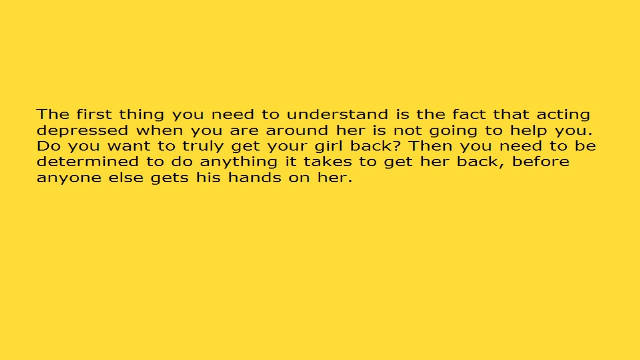 The first thing you need to understand is the fact that acting
depressed when you are around her is not going to help you.
Do you want to truly get your girl back? Then you need to be
determined to do anything it takes to get her back, before
anyone else gets his hands on her.